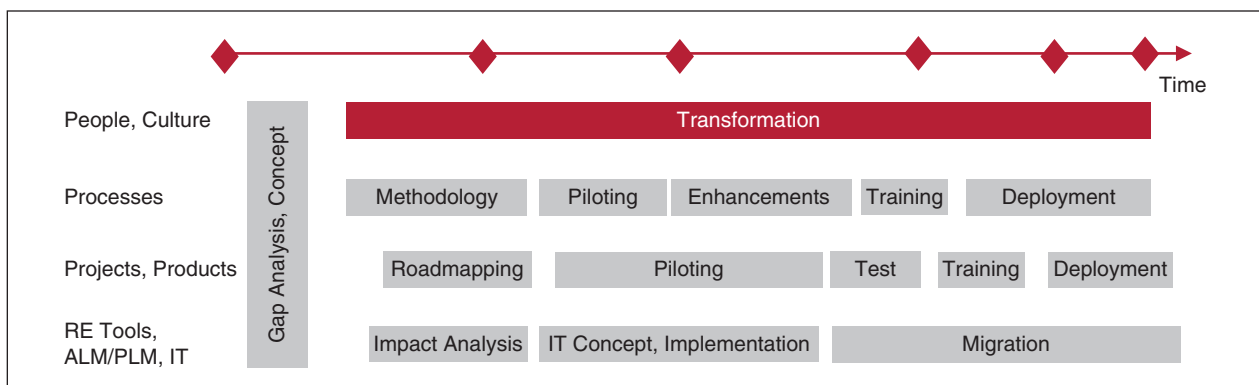 Time
People, Culture
Transformation
Gap Analysis, Concept
Processes
Methodology
Piloting
Enhancements
Training
Deployment
Projects, Products
Roadmapping
Piloting
Test
Training
Deployment
RE Tools,
ALM/PLM, IT
Impact Analysis
IT Concept, Implementation
Migration